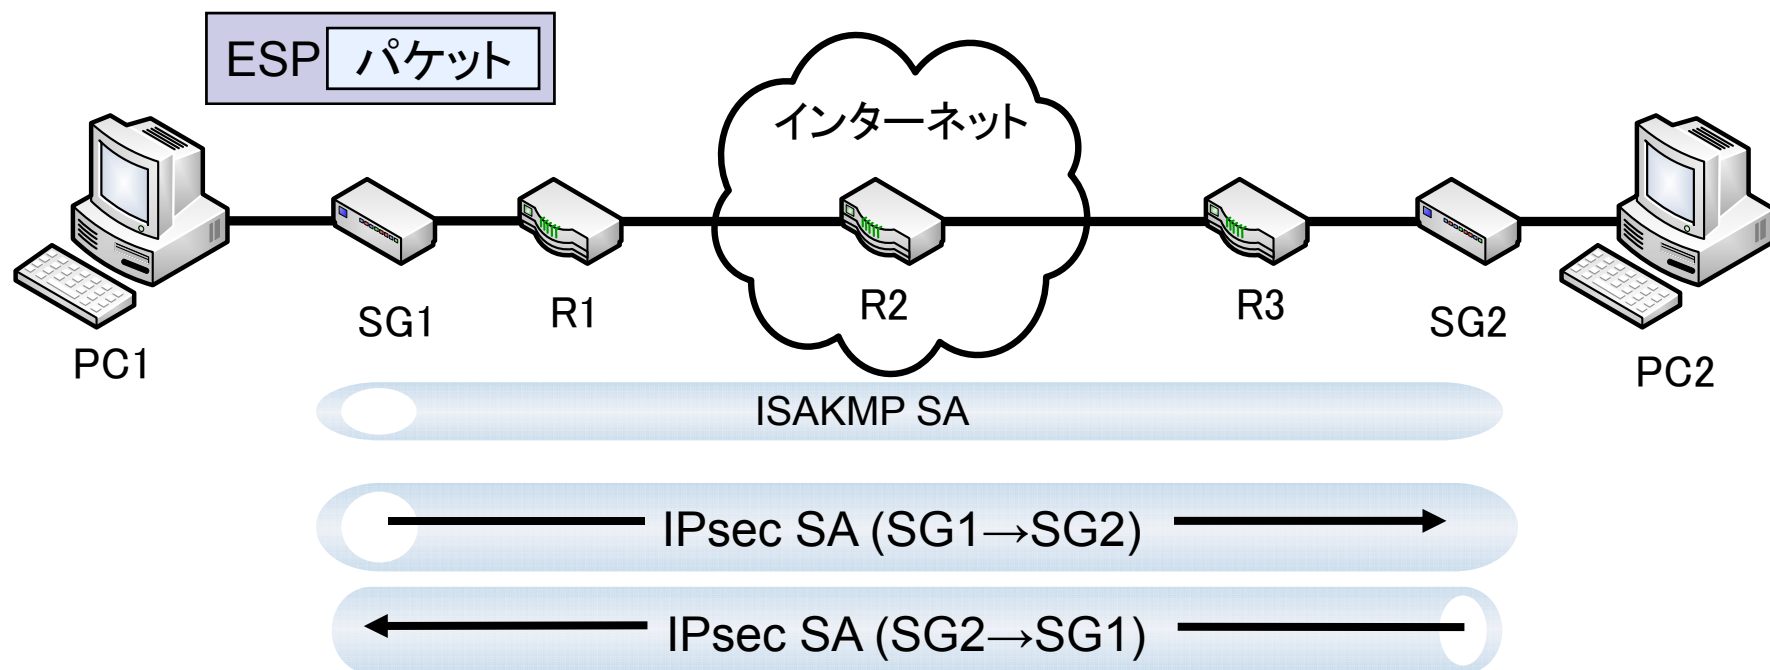 ESP パケット
インターネット
PC1
SG1
R1
R2
R3
SG2
PC2
ISAKMP SA
IPsec SA (SG1→SG2)
IPsec SA (SG2→SG1)